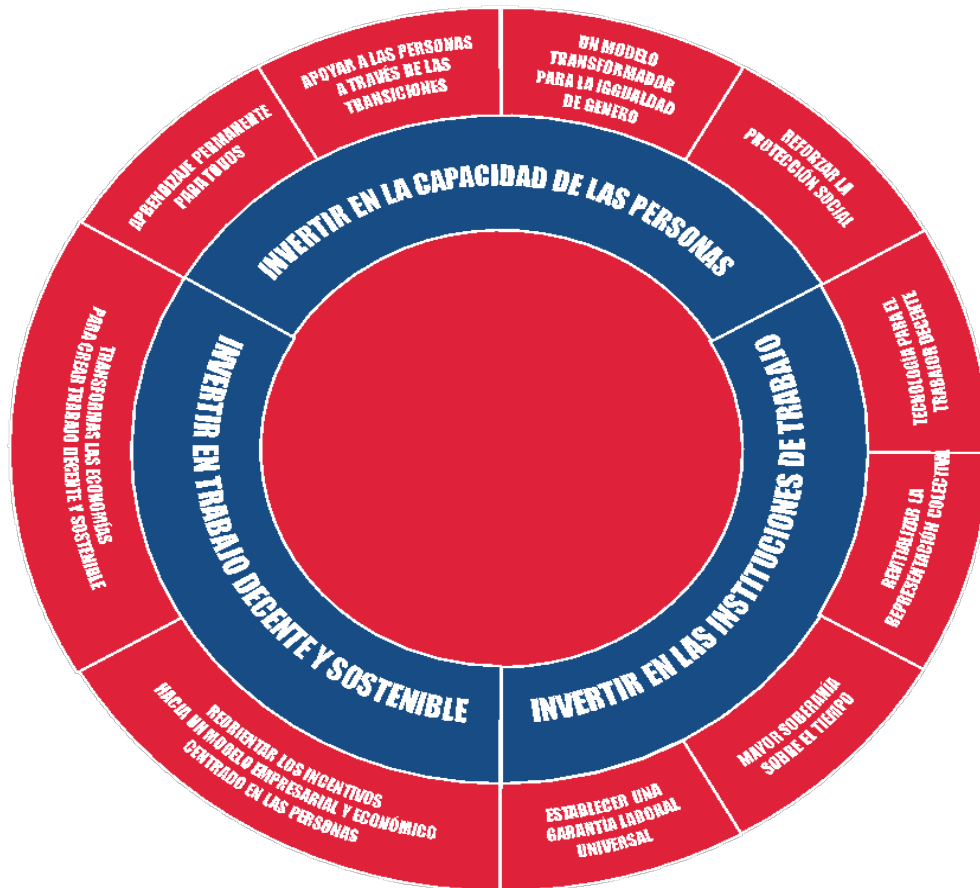 APOYAR A LAS PERSONAS
A TRAVÉS DE LAS
TRANSICIONES
UN MODELO
TRANSFORMADOR
PARA LA IGGUALDAD
DE GENERO
REFORZAR LA
PROTECCIÓN SOCIAL
TECNOLOGÍA PARA EL
TRABAJOR DECENTE
REVITIALIZAR LA
REPRESENTACIÓN COLECTIVA
MAYOR SOBERANÍA
SOBRE EL TIEMPO
ESTABLECER UNA
GARANTÍA LABORAL
UNIVERSAL
REORIENTAR LOS INCENTIVOS
HACIA UN MODELO EMPRESARIAL Y ECONÓMICO
CENTRADO EN LAS PERSONAS
TRANSFORMAS LAS ECONOMÍAS
PARA CREAR TRABAJO DECENTE Y SOSTENIBLE
APRENDIZAJE PERMANENTE
PARA TODOS
INVERTIR EN LA CAPACIDAD DE LAS PERSONAS
INVERTIR EN LAS INSTITUCIONES DE TRABAJO
INVERTIR EN TRABAJO DECENTE Y SOSTENIBLE